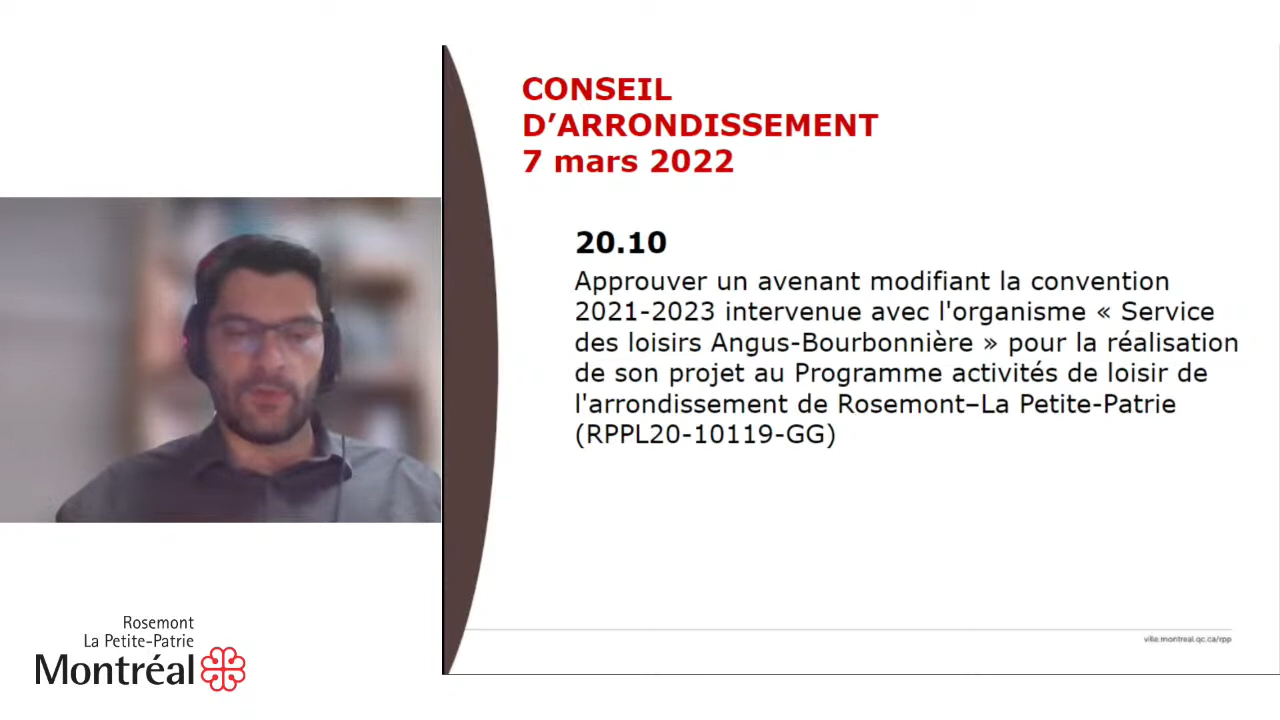 CONSEIL
D’ARRONDISSEMENT
7 mars 2022
20.10
Approuver un avenant modifiant la convention
2021-2023 intervenue avec l'organisme « Service
des loisirs Angus-Bourbonnière » pour la réalisation
de son projet au Programme activités de loisir de
l'arrondissement de Rosemont–La Petite-Patrie
(RPPL20-10119-GG)
ville.montreal.qc.ca/rpp
Rosemont
La Petite-Patrie
Montréal